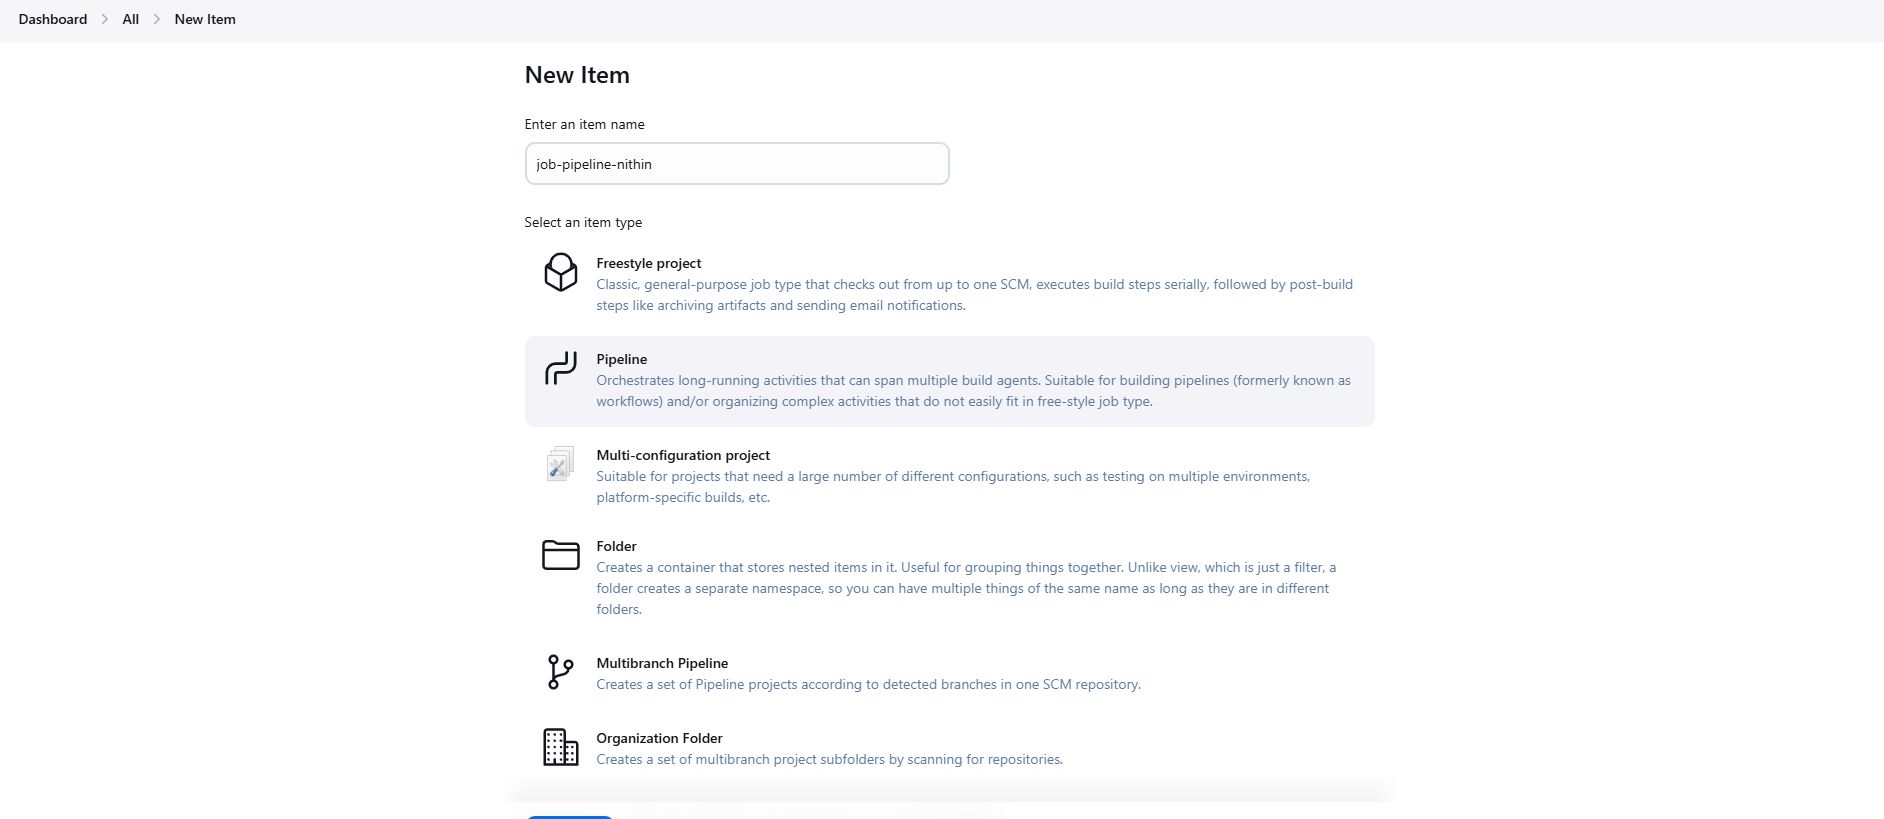 Dashboard All New Item
New Item
Enter an item name
job-pipeline-nithin
Select an item type
Freestyle project
Classic, general-purpose job type that checks out from up to one SCM, executes build steps serially, followed by post-build
steps like archiving artifacts and sending email notifications.
Pipeline
Orchestrates long-running activities that can span multiple build agents. Suitable for building pipelines (formerly known as
workflows) and/or organizing complex activities that do not easily fit in free-style job type.
Multi-configuration project
Suitable for projects that need a large number of different configurations, such as testing on multiple environments,
platform-specific builds, etc.
Folder
Creates a container that stores nested items in it. Useful for grouping things together. Unlike view, which is just a filter, a
folder creates a separate namespace, so you can have multiple things of the same name as long as they are in different
folders.
Multibranch Pipeline
Creates a set of Pipeline projects according to detected branches in one SCM repository.
Organization Folder
Creates a set of multibranch project subfolders by scanning for repositories.